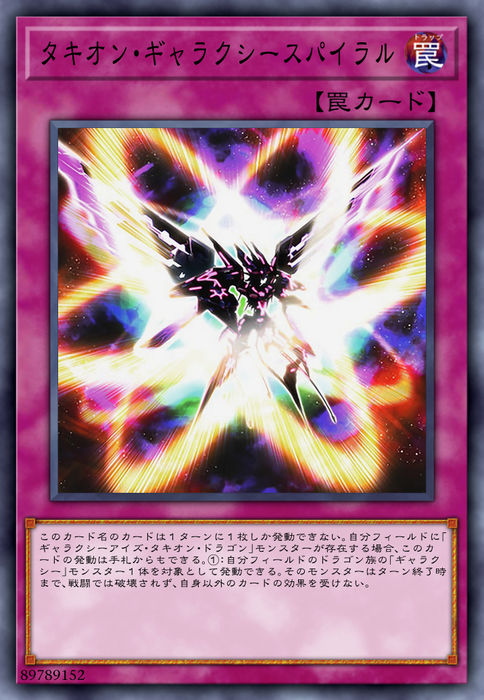 タキオン・ギャラクシースパイラル
トラップ
罠
【罠カード】
このカード名のカードは1ターンに1枚しか発動できない。自分フィールドに「
ギャラクシーアイズ・タキオン・ドラゴン」モンスターが存在する場合、このカ
ードの発動は手札からもできる。①:自分フィールドのドラゴン族の「ギャラク
シー」モンスター1体を対象として発動できる。そのモンスターはターン終了時
まで、戦闘では破壊されず、自身以外のカードの効果を受けない。
89789152